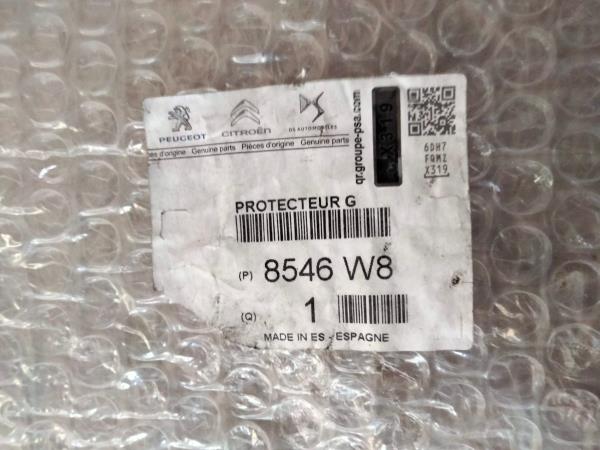 PEUGEOT
CITROËN
DS AUTOMOBILES
es d'origine Genuine parts Pièces d'origine Genuine parts
qr.groupe-psa.com
X319
6DH7
FQMZ
X319
PROTECTEUR G
(P) 8546 W8
(Q) 1
MADE IN ES - ESPAGNE